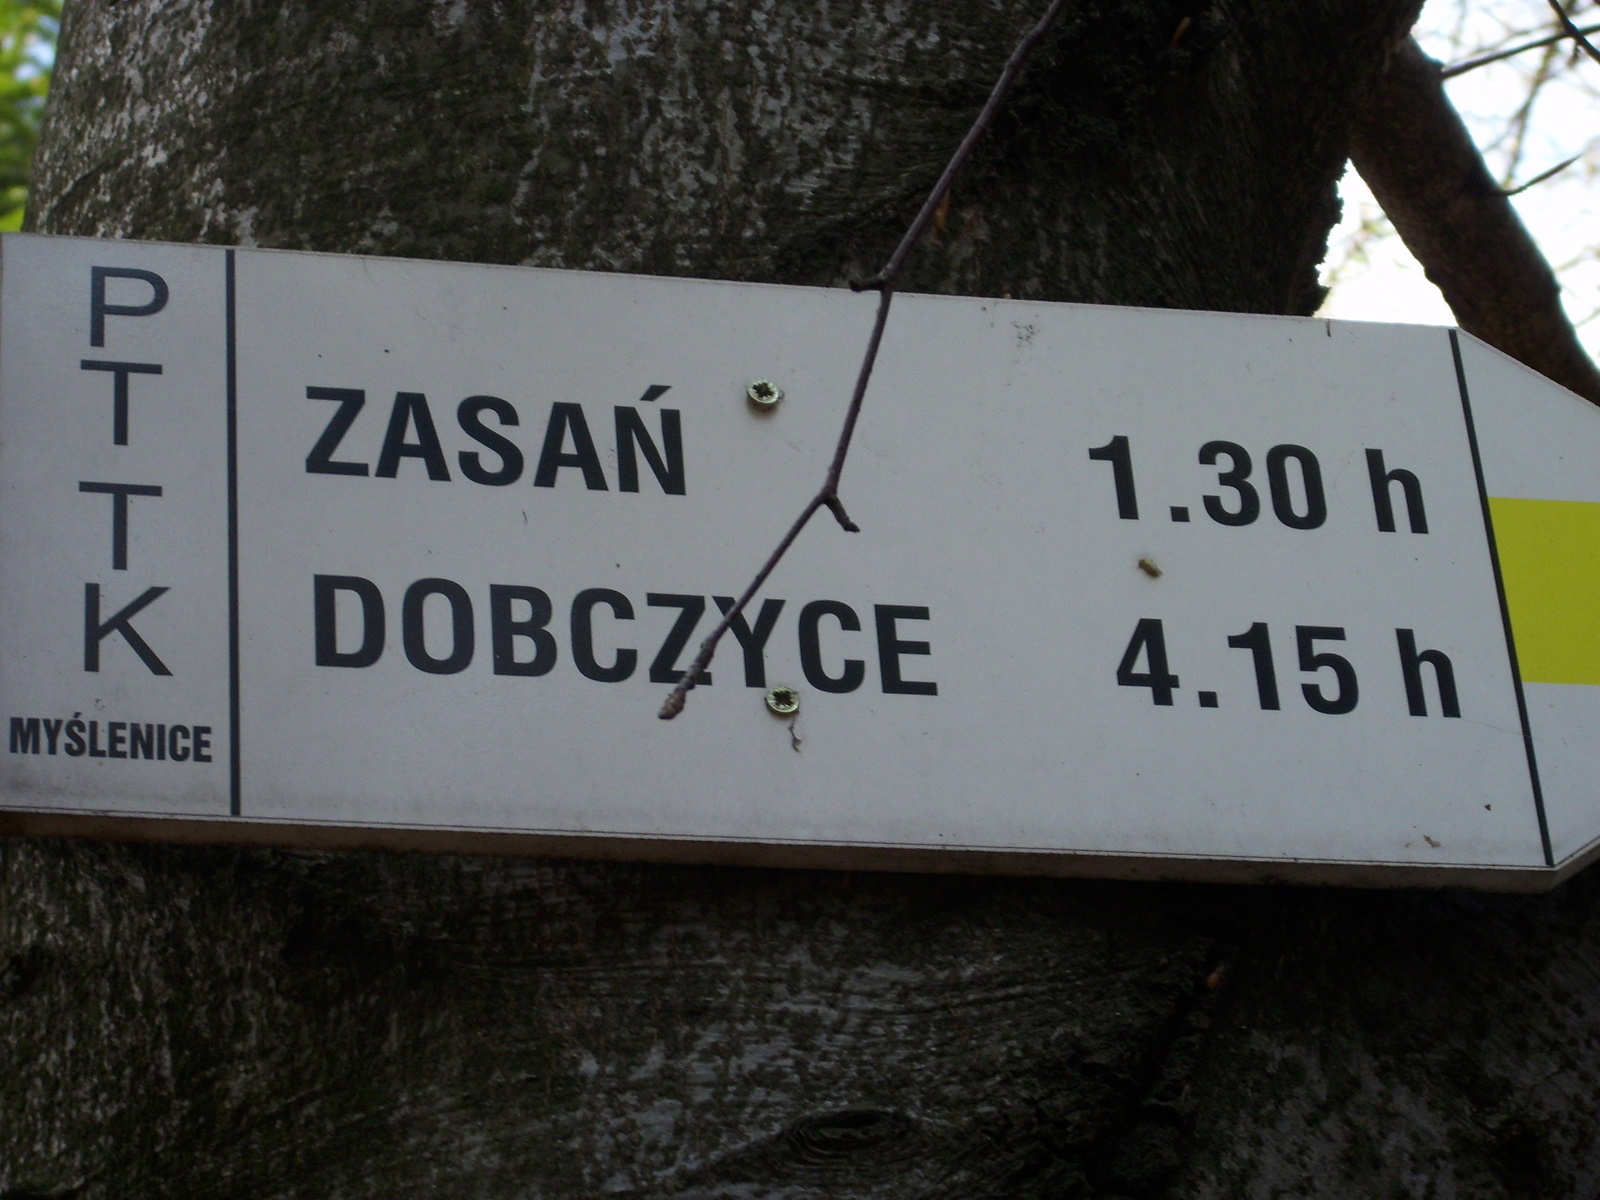 PTTK
MYŚLENICE
ZASAŃ 1.30 h
DOBCZYCE 4.15 h